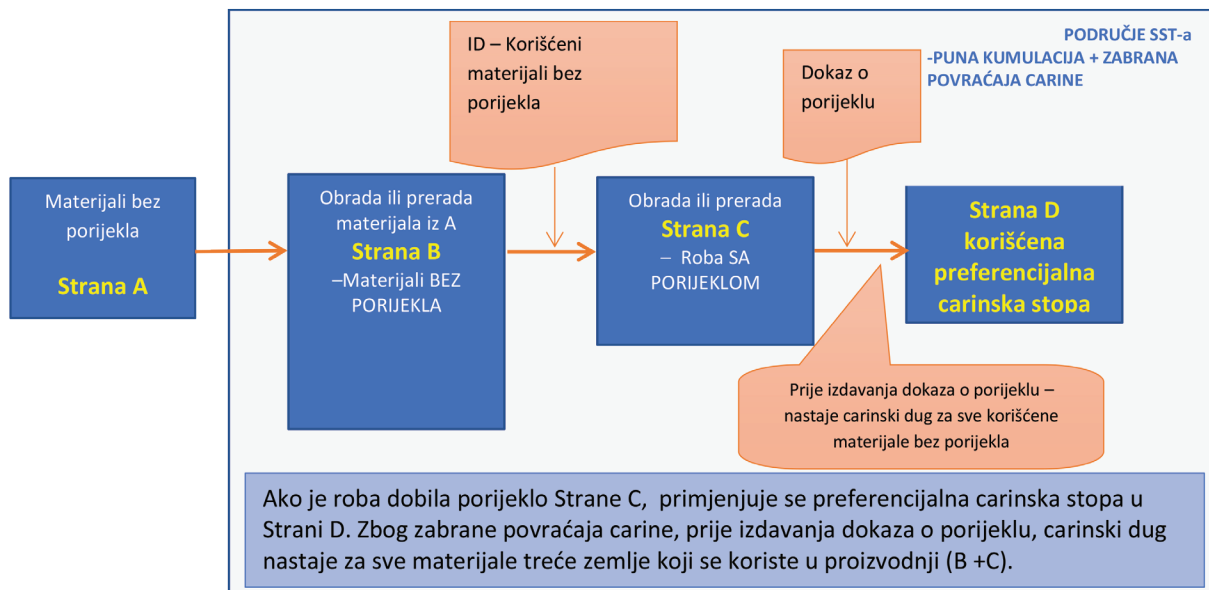 PODRUČJE SST-a
-PUNA KUMULACIJA + ZABRANA
POVRAĆAJA CARINE
ID – Korišćeni
materijali bez
porijekla
Dokaz o
porijeklu
Materijali bez
porijekla
Strana A
Obrada ili prerada
materijala iz A
Strana B
–Materijali BEZ
PORIJEKLA
Obrada ili prerada
Strana C
– Roba SA
PORIJEKLOM
Strana D
korišćena
preferencijalna
carinska stopa
Prije izdavanja dokaza o porijeklu –
nastaje carinski dug za sve korišćene
materijale bez porijekla
Ako je roba dobila porijeklo Strane C, primjenjuje se preferencijalna carinska stopa u
Strani D. Zbog zabrane povraćaja carine, prije izdavanja dokaza o porijeklu, carinski dug
nastaje za sve materijale treće zemlje koji se koriste u proizvodnji (B +C).